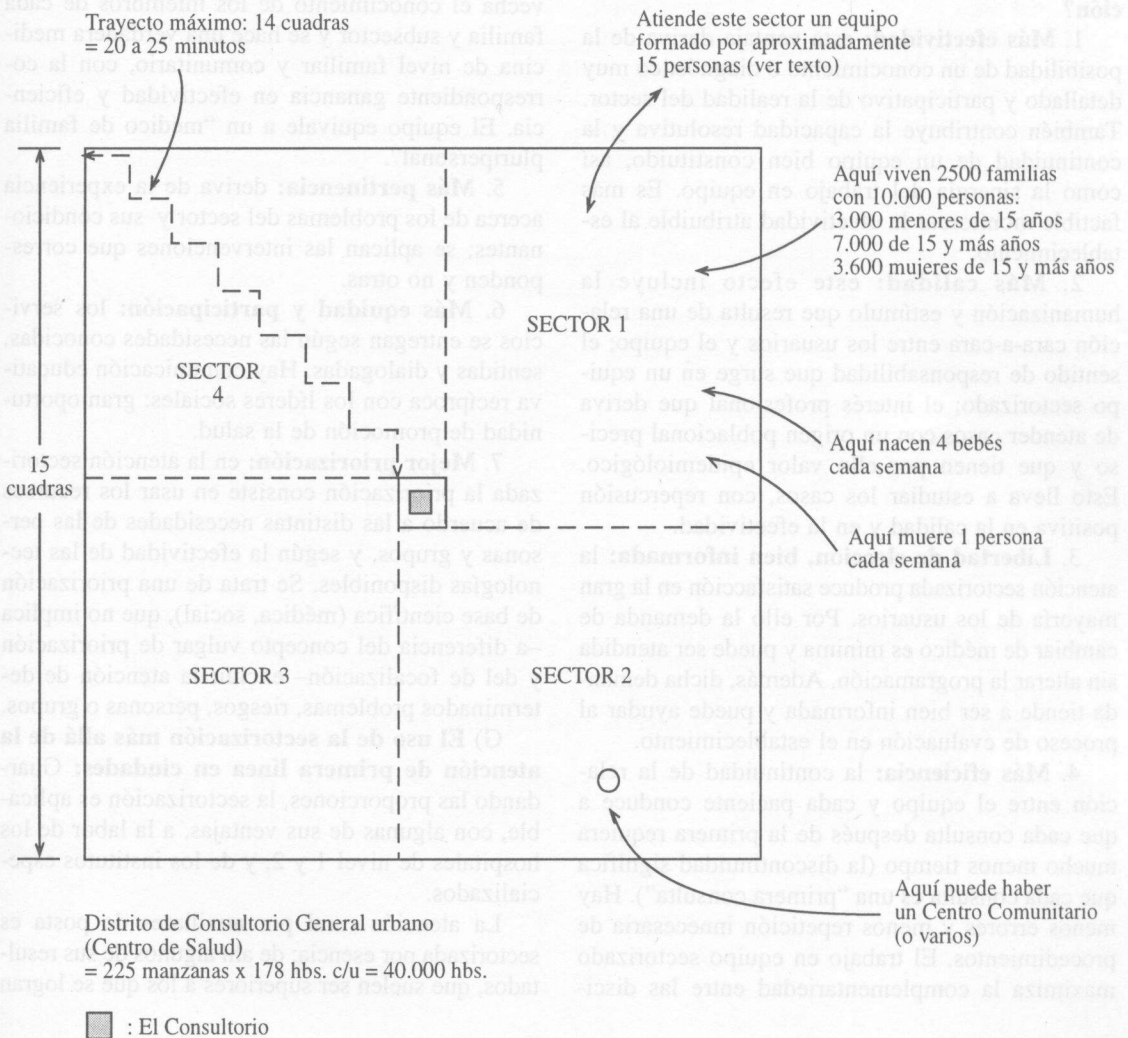 Trayecto máximo: 14 cuadras
= 20 a 25 minutos
Atiende este sector un equipo
formado por aproximadamente
15 personas (ver texto)
Aquí viven 2500 familias
con 10.000 personas:
3.000 menores de 15 años
7.000 de 15 y más años
3.600 mujeres de 15 y más años
SECTOR 1
SECTOR
4
Aquí nacen 4 bebés
cada semana
15
cuadras
Aquí muere 1 persona
cada semana
SECTOR 3
SECTOR 2
Aquí puede haber
un Centro Comunitario
(o varios)
Distrito de Consultorio General urbano
(Centro de Salud)
= 225 manzanas x 178 hbs. c/u = 40.000 hbs.
: El Consultorio